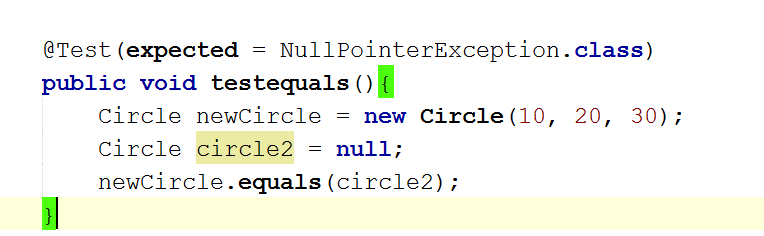 @Test(expected = NullPointerException.class)
public void testequals(){
    Circle newCircle = new Circle(10, 20, 30);
    Circle circle2 = null;
    newCircle.equals(circle2);
}